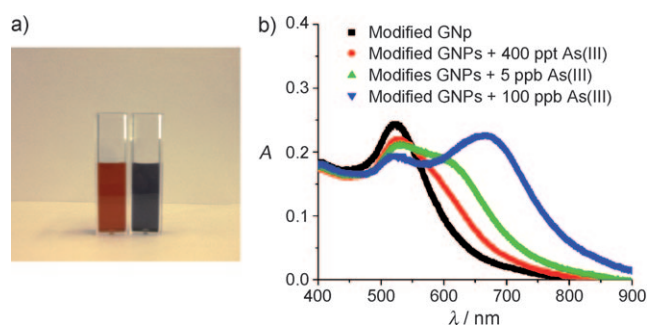 a)
b)
Modified GNp
Modified GNPs + 400 ppt As(III)
Modifies GNPs + 5 ppb As(III)
Modified GNPs + 100 ppb As(III)
A
0.4
0.3
0.2
0.1
0.0
400 500 600 700 800 900
λ / nm